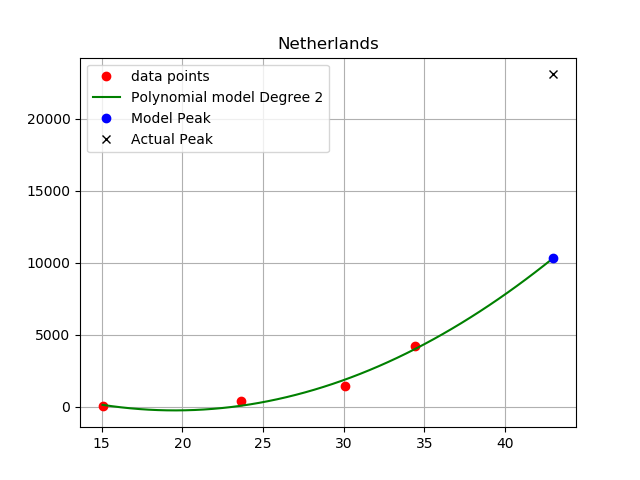 Netherlands
data points
Polynomial model Degree 2
Model Peak
Actual Peak
20000
15000
10000
5000
0
15 20 25 30 35 40